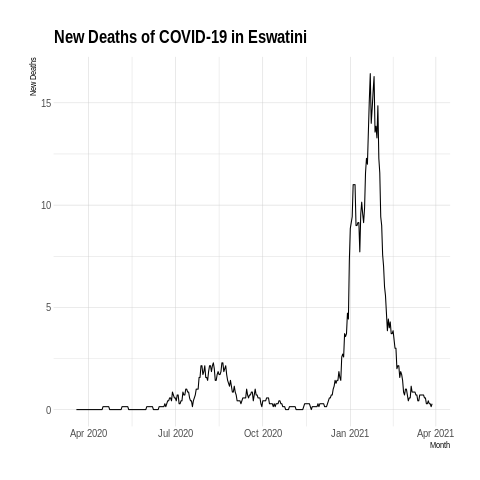 New Deaths of COVID-19 in Eswatini
New Deaths
15
10
5
0
Apr 2020 Jul 2020 Oct 2020 Jan 2021 Apr 2021
Month